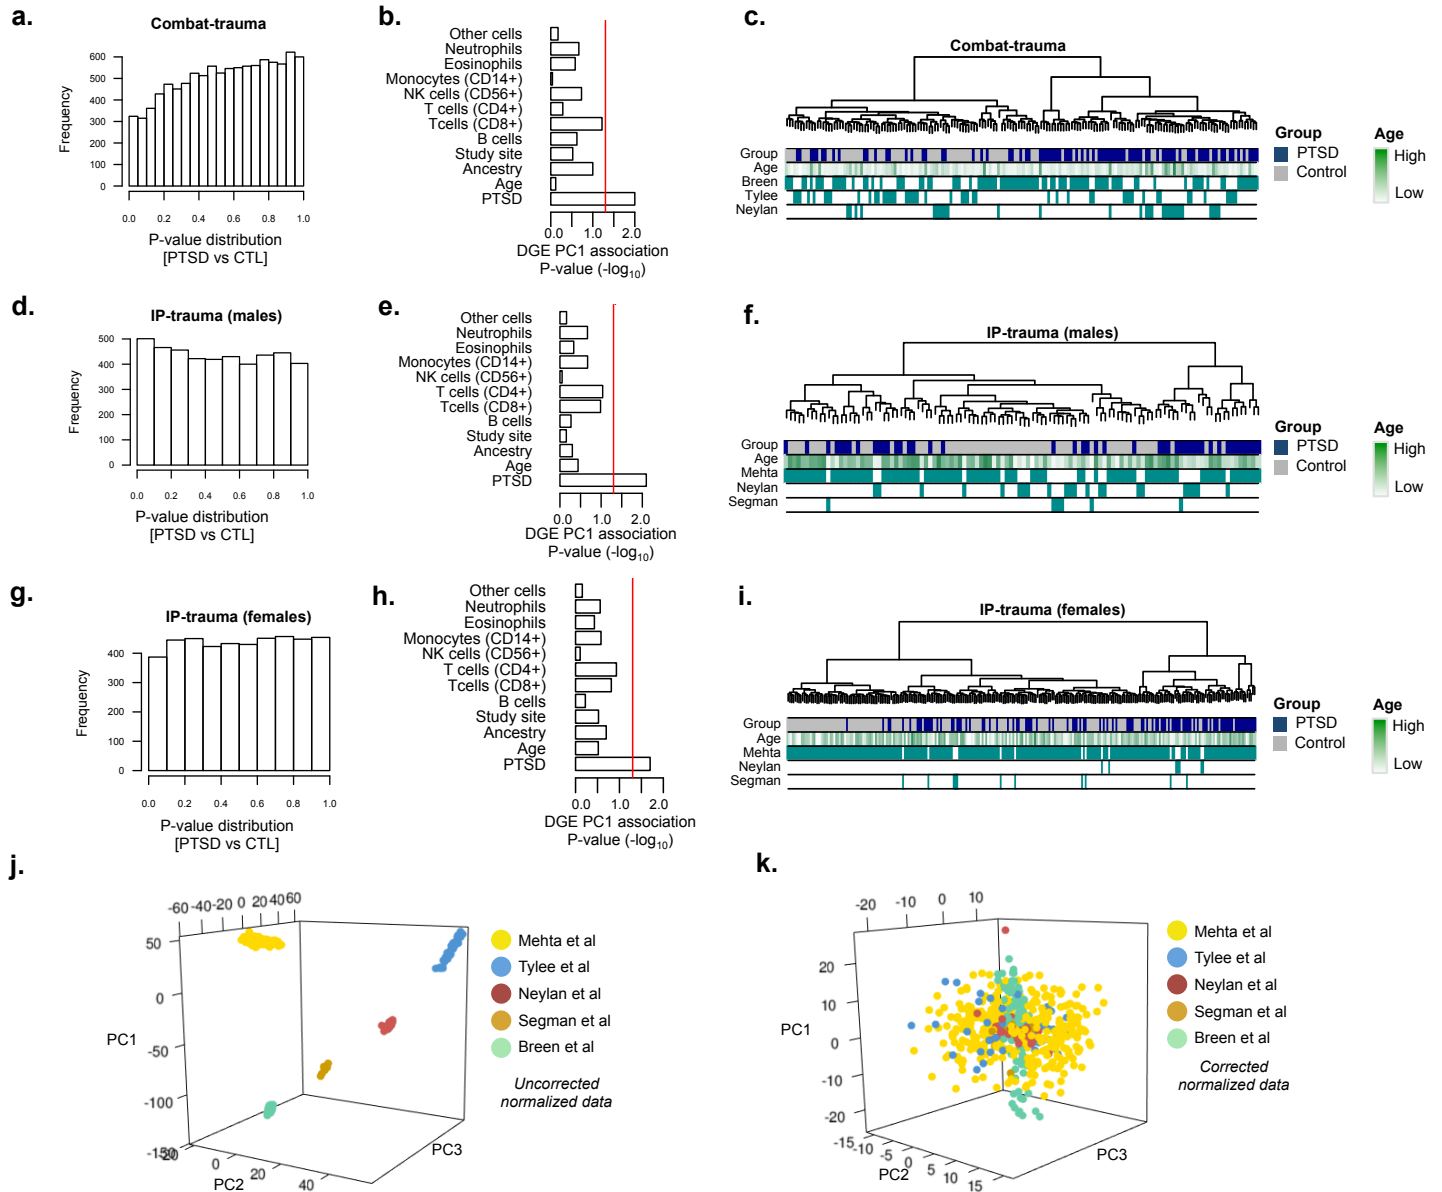 a.
Combat-trauma
Frequency
600
500
400
300
200
100
0
0.0 0.2 0.4 0.6 0.8 1.0
P-value distribution
[PTSD vs CTL]
b.
Other cells
Neutrophils
Eosinophils
Monocytes (CD14+)
NK cells (CD56+)
T cells (CD4+)
Tcells (CD8+)
B cells
Study site
Ancestry
Age
PTSD
0.0 1.0 2.0
DGE PC1 association
P-value (-log10)
c.
Combat-trauma
Group
Age
Breen
Tylee
Neylan
Group
PTSD
Control
Age
High
Low
d.
IP-trauma (males)
Frequency
500
400
300
200
100
0
0.0 0.2 0.4 0.6 0.8 1.0
P-value distribution
[PTSD vs CTL]
e.
Other cells
Neutrophils
Eosinophils
Monocytes (CD14+)
NK cells (CD56+)
T cells (CD4+)
Tcells (CD8+)
B cells
Study site
Ancestry
Age
PTSD
0.0 1.0 2.0
DGE PC1 association
P-value (-log10)
f.
IP-trauma (males)
Group
Age
Mehta
Neylan
Segman
Group
PTSD
Control
Age
High
Low
g.
IP-trauma (females)
Frequency
400
300
200
100
0
0.0 0.2 0.4 0.6 0.8 1.0
P-value distribution
[PTSD vs CTL]
h.
Other cells
Neutrophils
Eosinophils
Monocytes (CD14+)
NK cells (CD56+)
T cells (CD4+)
Tcells (CD8+)
B cells
Study site
Ancestry
Age
PTSD
0.0 1.0 2.0
DGE PC1 association
P-value (-log10)
i.
IP-trauma (females)
Group
Age
Mehta
Neylan
Segman
Group
PTSD
Control
Age
High
Low
j.
-60 -40 -20 0 20 40 60
50
0
-50
-100
-150
PC1
-20 0 20 40
PC2
PC3
Mehta et al
Tylee et al
Neylan et al
Segman et al
Breen et al
Uncorrected
normalized data
k.
-20 -10 0 10
20
10
0
-10
-20
PC1
-15 -10 -5 0 5 10 15
PC2
PC3
Mehta et al
Tylee et al
Neylan et al
Segman et al
Breen et al
Corrected
normalized data